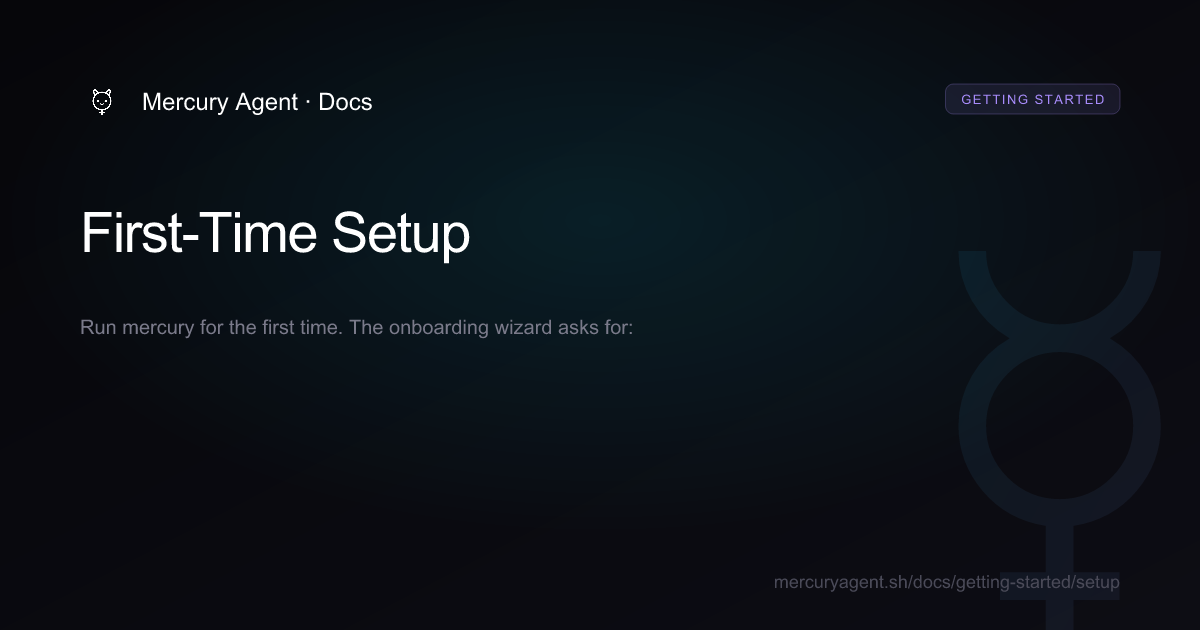 Mercury Agent · Docs
GETTING STARTED
First-Time Setup
Run mercury for the first time. The onboarding wizard asks for:
mercuryagent.sh/docs/getting-started/setup